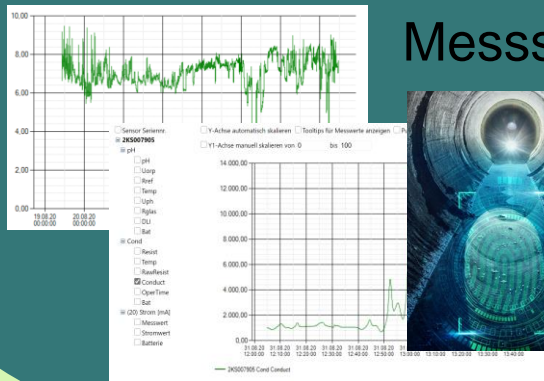 Messs
10.00
8.00
6.00
4.00
2.00
0.00
19.08.20 20.08.20
00:00:00 00:00:00
Sensor Seriennr.
2KS007905
pH
pH
Uorp
Rref
Temp
Uph
Rglas
DLI
Bat
Cond
Resist
Temp
RawResist
Conduct
OperTime
Bat
(20) Strom [mA]
Messwert
Stromwert
Batterie
Y-Achse automatisch skalieren Tooltips für Messwerte anzeigen
Y1-Achse manuell skalieren von 0 bis 100
14.000,00
12.000,00
10.000,00
8.000,00
6.000,00
4.000,00
2.000,00
0.00
31.08.20 31.08.20 31.08.20 31.08.20 31.08.20 31.08.20
12:00:00 12:10:00 12:20:00 12:30:00 12:40:00 12:50:00 13:00:00 13:10:00 13:20:00 13:30:00 13:40:00
2KS007905 Cond Conduct